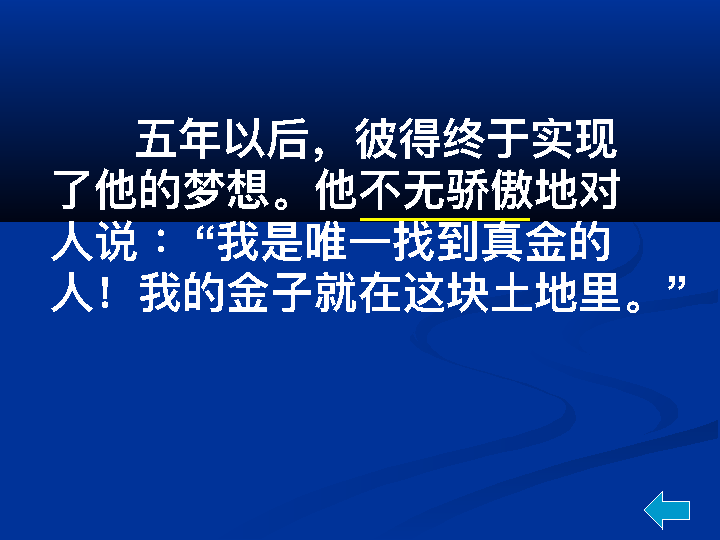 五年以后，彼得终于实现
了他的梦想。他不无骄傲地对
人说：“我是唯一找到真金的
人！我的金子就在这块土地里。”